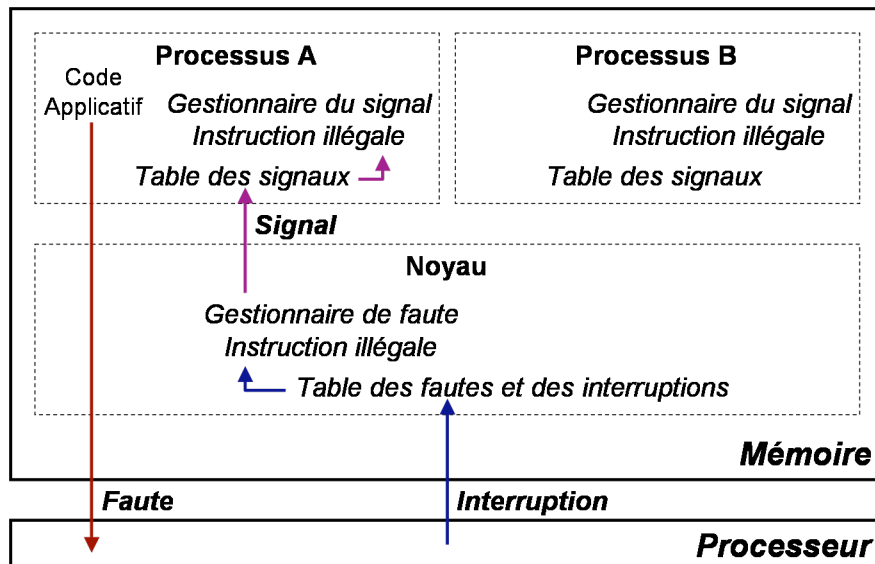 Processus A
Code
Applicatif
Gestionnaire du signal
Instruction illégale
Table des signaux
Processus B
Gestionnaire du signal
Instruction illégale
Table des signaux
Signal
Noyau
Gestionnaire de faute
Instruction illégale
Table des fautes et des interruptions
Mémoire
Faute
Interruption
Processeur